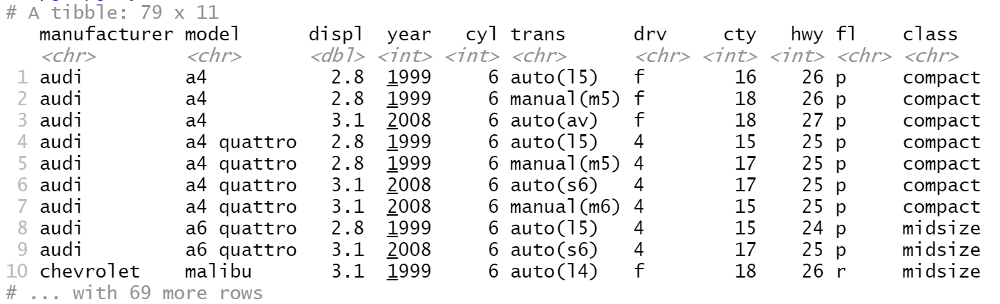 # A tibble: 79 x 11
manufacturer model displ year cyl trans drv cty hwy fl class
<chr> <chr> <dbl> <int> <int> <chr> <chr> <int> <int> <chr> <chr>
1 audi a4 2.8 1999 6 auto(l5) f 16 26 p compact
2 audi a4 2.8 1999 6 manual(m5) f 18 26 p compact
3 audi a4 3.1 2008 6 auto(av) f 18 27 p compact
4 audi a4 quattro 2.8 1999 6 auto(l5) 4 15 25 p compact
5 audi a4 quattro 2.8 1999 6 manual(m5) 4 17 25 p compact
6 audi a4 quattro 3.1 2008 6 auto(s6) 4 17 25 p compact
7 audi a4 quattro 3.1 2008 6 manual(m6) 4 15 25 p compact
8 audi a6 quattro 2.8 1999 6 auto(l5) 4 15 24 p midsize
9 audi a6 quattro 3.1 2008 6 auto(s6) 4 17 25 p midsize
10 chevrolet malibu 3.1 1999 6 auto(l4) f 18 26 r midsize
# ... with 69 more rows